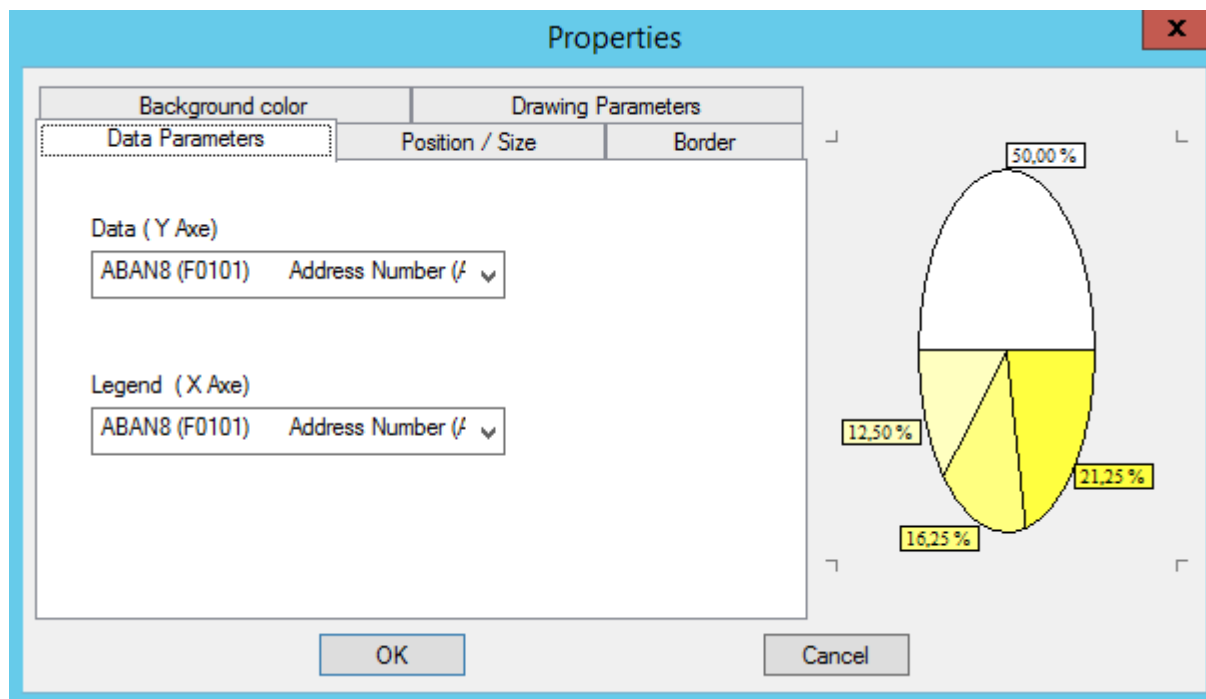 Properties
x
Background color
Drawing Parameters
Data Parameters
Position / Size
Border
Data ( Y Axe)
ABAN8 (F0101) Address Number (A
Legend ( X Axe)
ABAN8 (F0101) Address Number (A
50,00 %
12,50 %
21,25 %
16,25 %
OK
Cancel